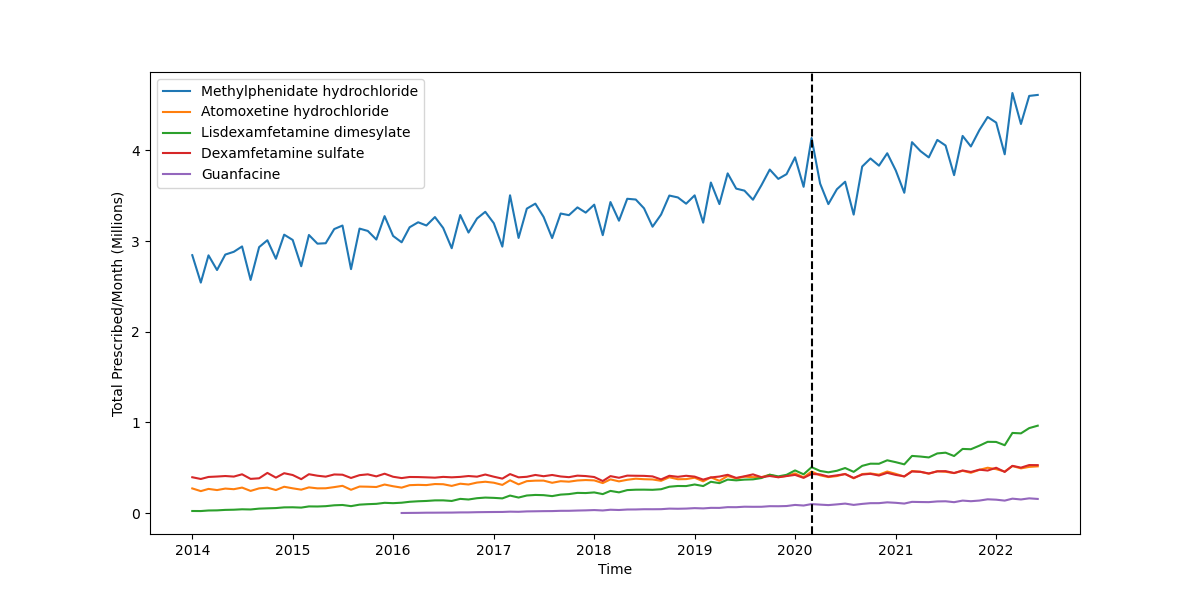 Methylphenidate hydrochloride
Atomoxetine hydrochloride
Lisdexamfetamine dimesylate
Dexamfetamine sulfate
Guanfacine
Total Prescribed/Month (Millions)
4
3
2
1
0
2014 2015 2016 2017 2018 2019 2020 2021 2022
Time